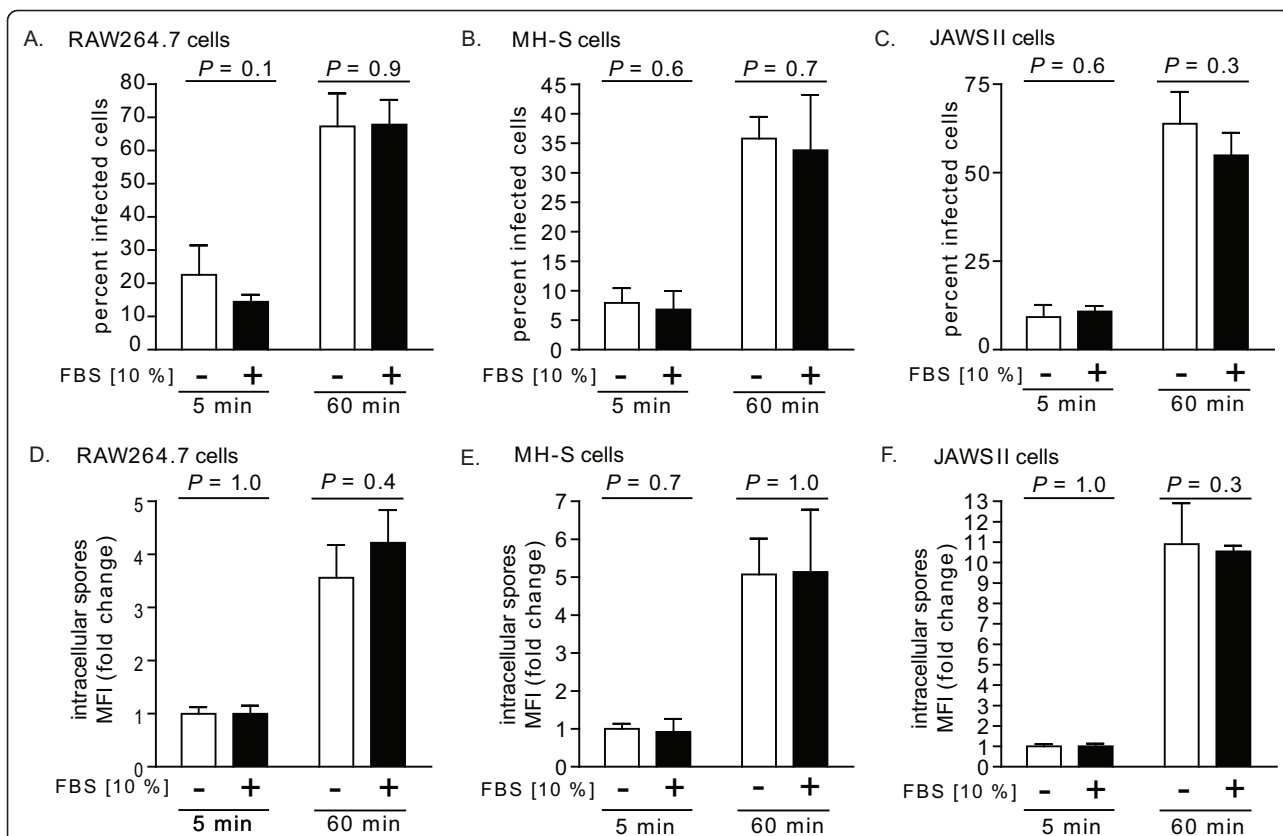 A. RAW264.7 cells
P = 0.1 P = 0.9
percent infected cells
80
70
60
50
40
30
20
10
0
FBS [10 %] - + - +
5 min 60 min
B. MH-S cells
P = 0.6 P = 0.7
percent infected cells
45
40
35
30
25
20
15
10
5
0
FBS [10 %] - + - +
5 min 60 min
C. JAWSII cells
P = 0.6 P = 0.3
percent infected cells
75
50
25
0
FBS [10 %] - + - +
5 min 60 min
D. RAW264.7 cells
P = 1.0 P = 0.4
intracellular spores
MFI (fold change)
5
4
3
2
1
0
FBS [10 %] - + - +
5 min 60 min
E. MH-S cells
P = 0.7 P = 1.0
intracellular spores
MFI (fold change)
7
6
5
4
3
2
1
0
FBS [10 %] - + - +
5 min 60 min
F. JAWSII cells
P = 1.0 P = 0.3
intracellular spores
MFI (fold change)
13
12
11
10
9
8
7
6
5
4
3
2
1
0
FBS [10 %] - + - +
5 min 60 min